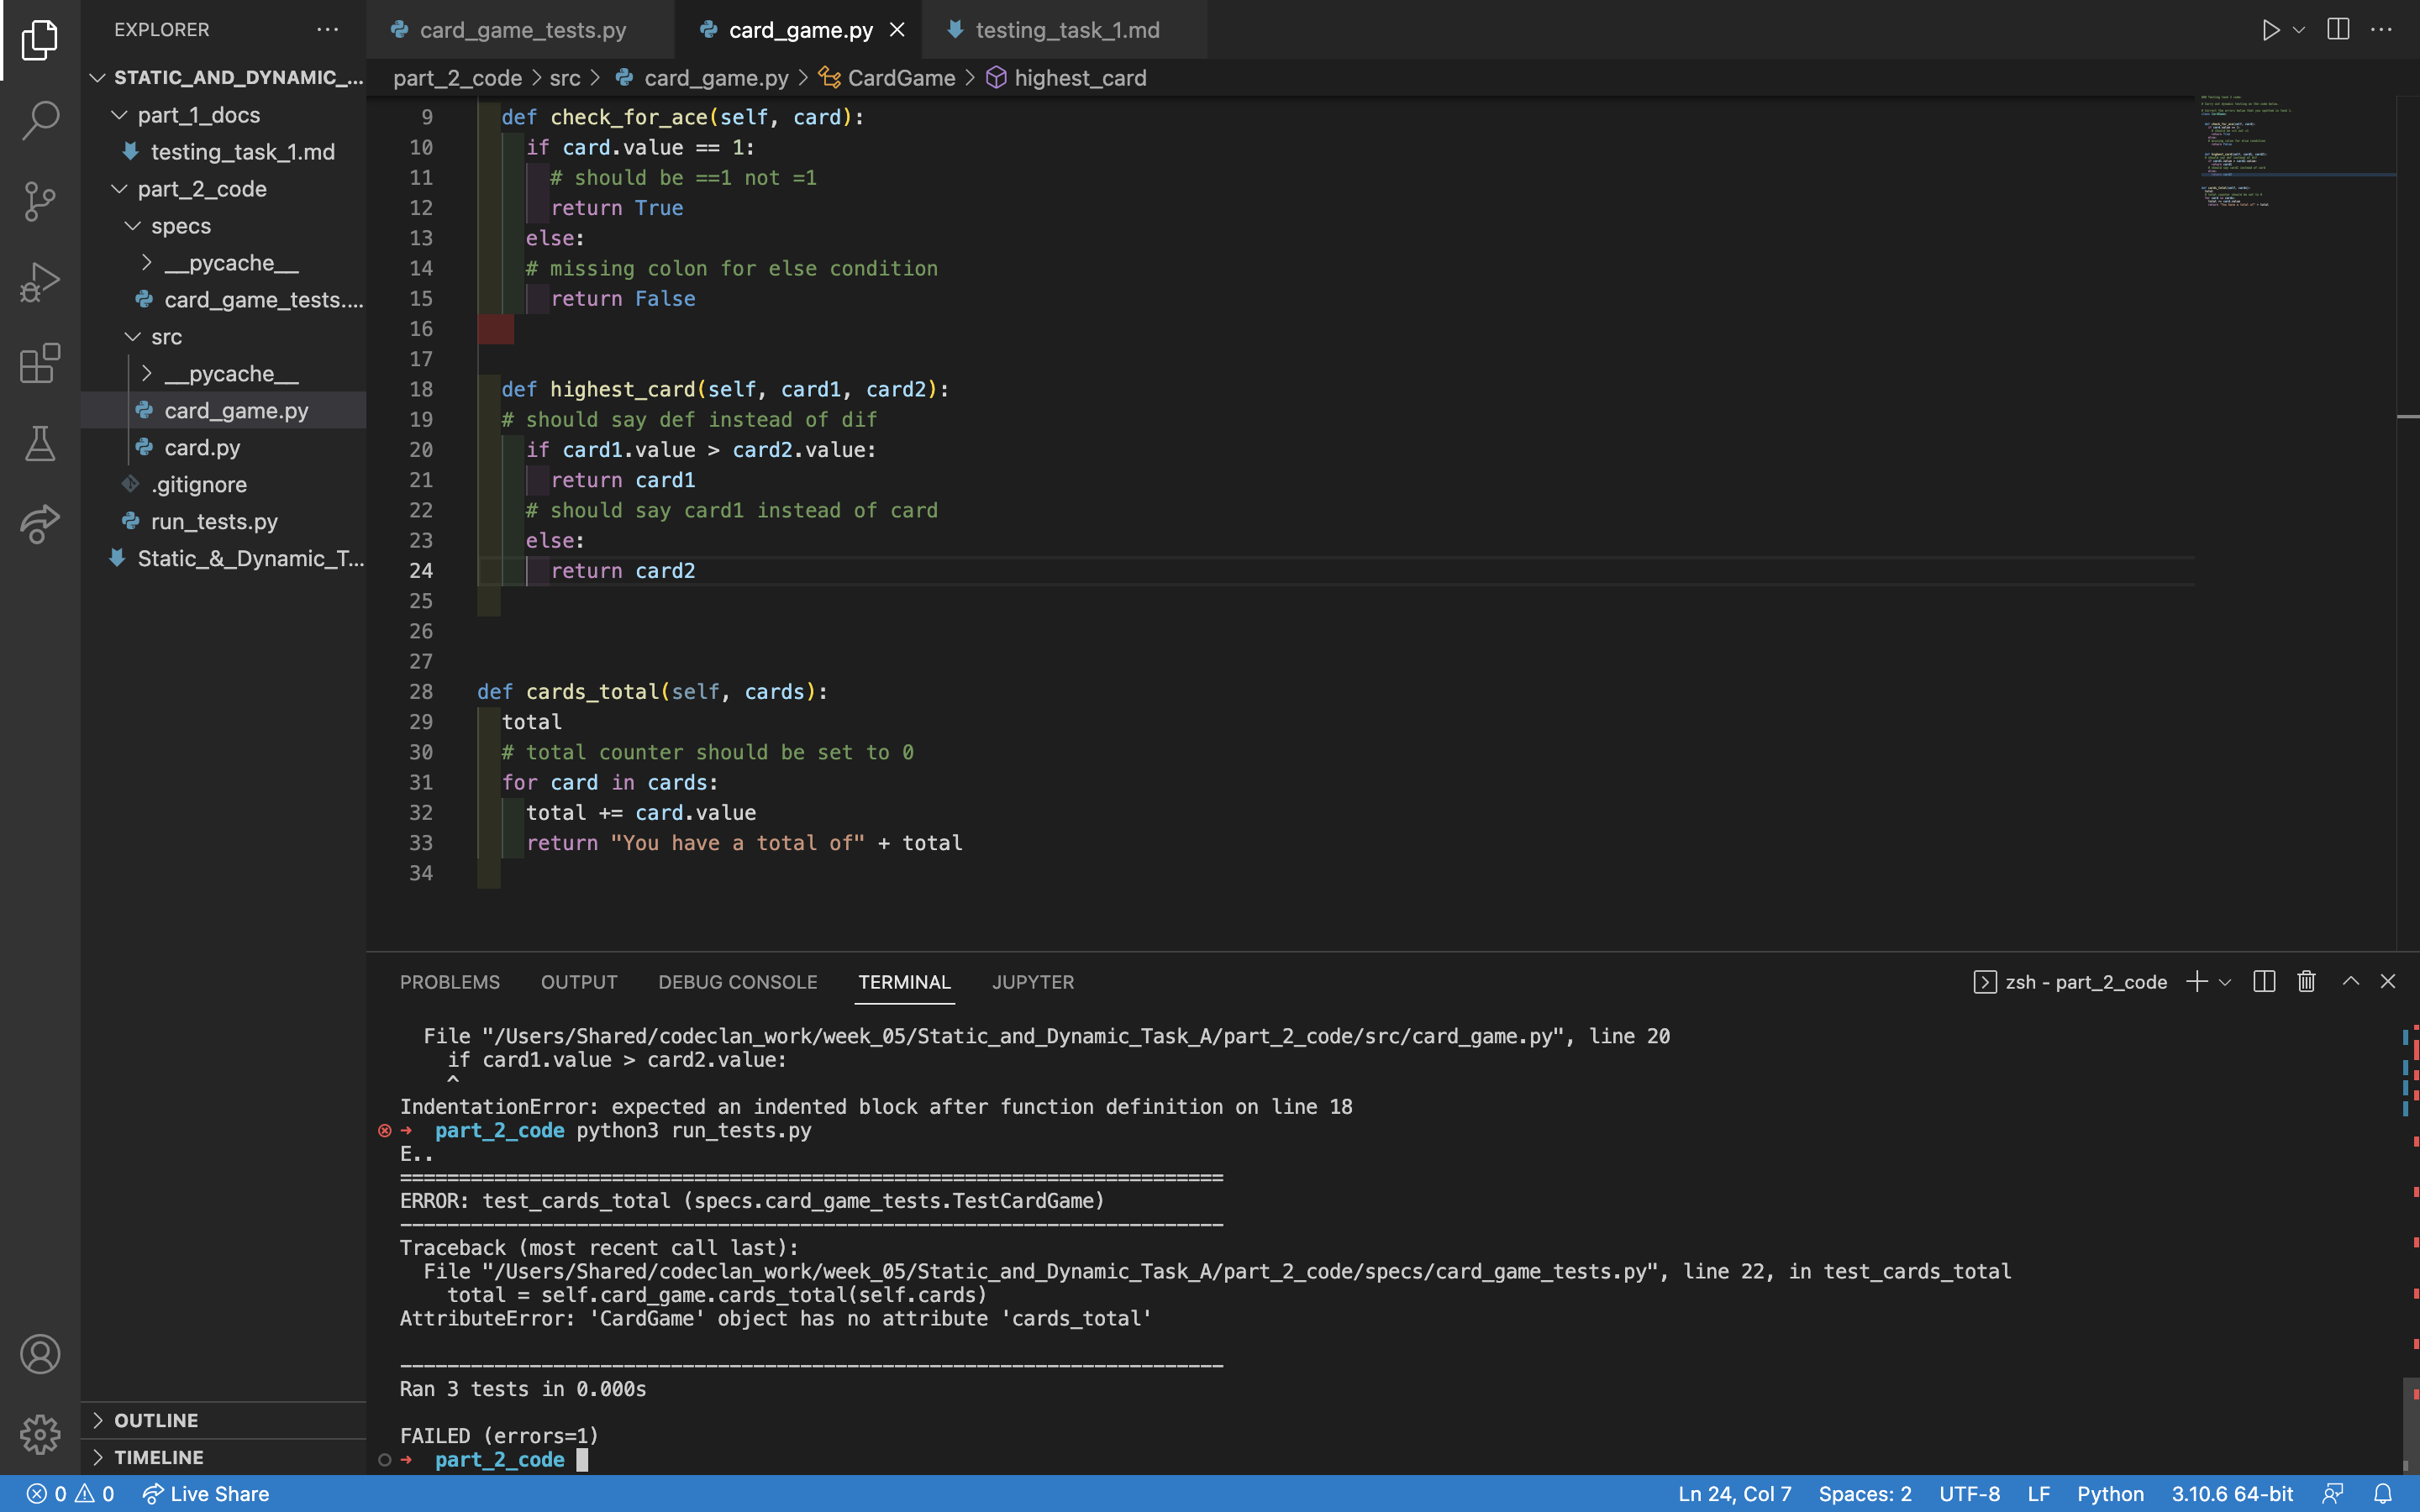 EXPLORER
STATIC_AND_DYNAMIC_...
part_1_docs
testing_task_1.md
part_2_code
specs
__pycache__
card_game_tests....
src
__pycache__
card_game.py
card.py
.gitignore
run_tests.py
Static_&_Dynamic_T...
OUTLINE
TIMELINE
card_game_tests.py
card_game.py
testing_task_1.md
part_2_code > src > card_game.py > CardGame > highest_card
9 def check_for_ace(self, card):
10 if card.value == 1:
11 # should be ==1 not =1
12 return True
13 else:
14 # missing colon for else condition
15 return False
16
17
18 def highest_card(self, card1, card2):
19 # should say def instead of dif
20 if card1.value > card2.value:
21 return card1
22 # should say card1 instead of card
23 else:
24 return card2
25
26
27
28 def cards_total(self, cards):
29 total
30 # total counter should be set to 0
31 for card in cards:
32 total += card.value
33 return "You have a total of" + total
34
PROBLEMS OUTPUT DEBUG CONSOLE TERMINAL JUPYTER
zsh - part_2_code
File "/Users/Shared/codeclan_work/week_05/Static_and_Dynamic_Task_A/part_2_code/src/card_game.py", line 20
if card1.value > card2.value:
^
IndentationError: expected an indented block after function definition on line 18
➜ part_2_code python3 run_tests.py
E..
======================================================================
ERROR: test_cards_total (specs.card_game_tests.TestCardGame)
----------------------------------------------------------------------
Traceback (most recent call last):
File "/Users/Shared/codeclan_work/week_05/Static_and_Dynamic_Task_A/part_2_code/specs/card_game_tests.py", line 22, in test_cards_total
total = self.card_game.cards_total(self.cards)
AttributeError: 'CardGame' object has no attribute 'cards_total'
----------------------------------------------------------------------
Ran 3 tests in 0.000s
FAILED (errors=1)
➜ part_2_code
0 0 Live Share
Ln 24, Col 7 Spaces: 2 UTF-8 LF Python 3.10.6 64-bit